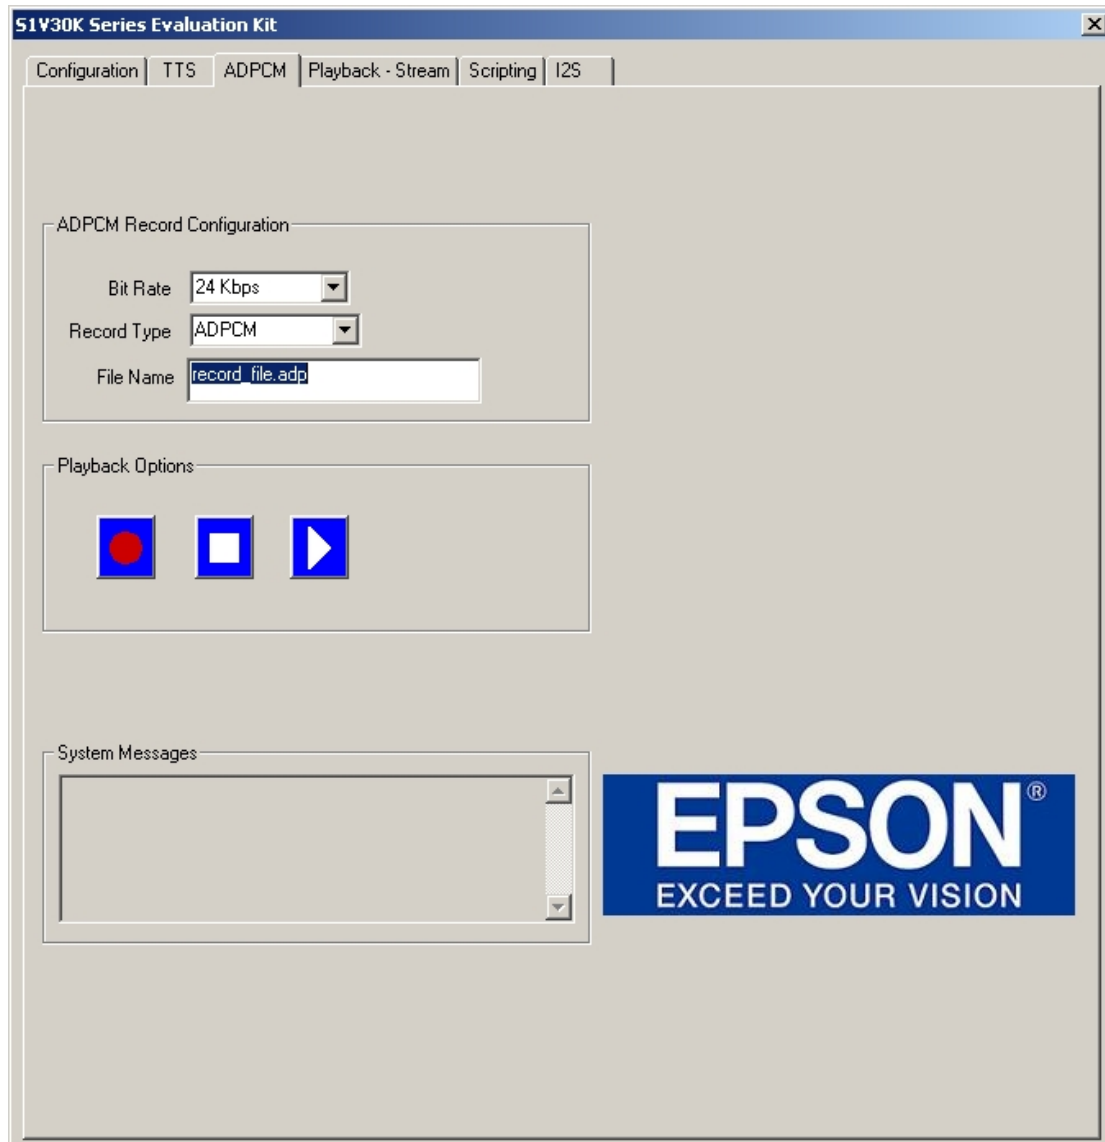 S1V30K Series Evaluation Kit
Configuration TTS ADPCM Playback - Stream Scripting I2S
ADPCM Record Configuration
Bit Rate 24 Kbps
Record Type ADPCM
File Name record_file.adp
Playback Options
System Messages
EPSON®
EXCEED YOUR VISION